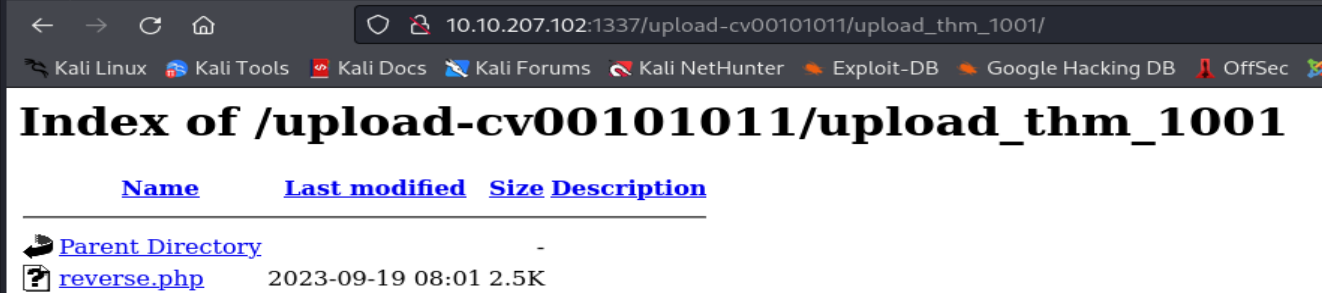 10.10.207.102:1337/upload-cv00101011/upload_thm_1001/
Kali Linux Kali Tools Kali Docs Kali Forums Kali NetHunter Exploit-DB Google Hacking DB OffSec
Index of /upload-cv00101011/upload_thm_1001
Name Last modified Size Description
Parent Directory -
reverse.php 2023-09-19 08:01 2.5K